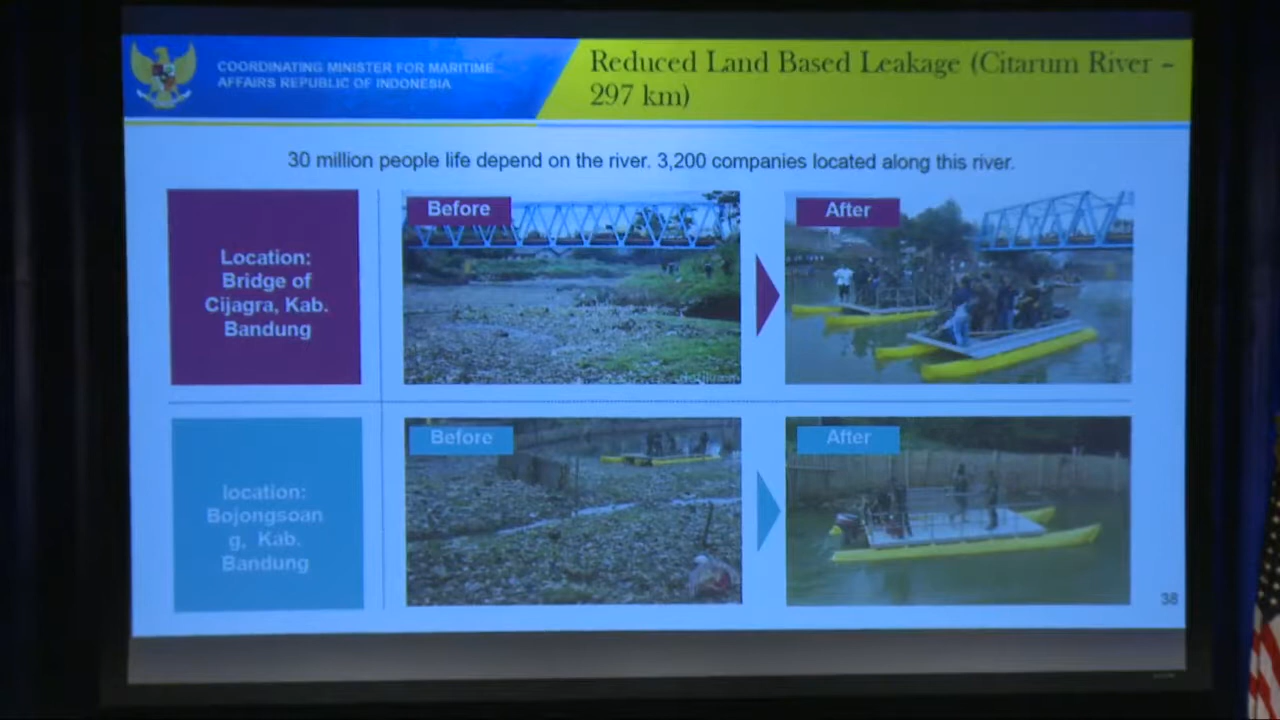 COORDINATING MINISTER FOR MARITIME
AFFAIRS REPUBLIC OF INDONESIA
Reduced Land Based Leakage (Citarum River –
297 km)
30 million people life depend on the river. 3,200 companies located along this river.
Location:
Bridge of
Cijagra, Kab.
Bandung
Before
After
location:
Bojongsoan
g, Kab.
Bandung
Before
After
38